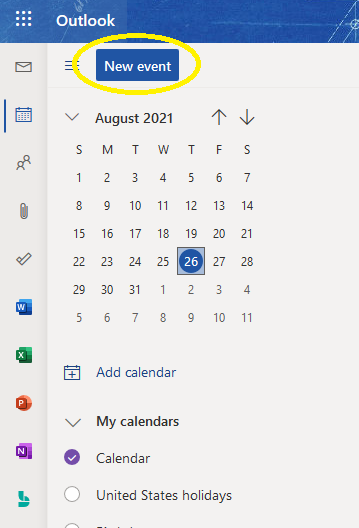 Outlook
New event
August 2021
S M T W T F S
1 2 3 4 5 6 7
8 9 10 11 12 13 14
15 16 17 18 19 20 21
22 23 24 25 26 27 28
29 30 31 1 2 3 4
5 6 7 8 9 10 11
Add calendar
My calendars
Calendar
United States holidays